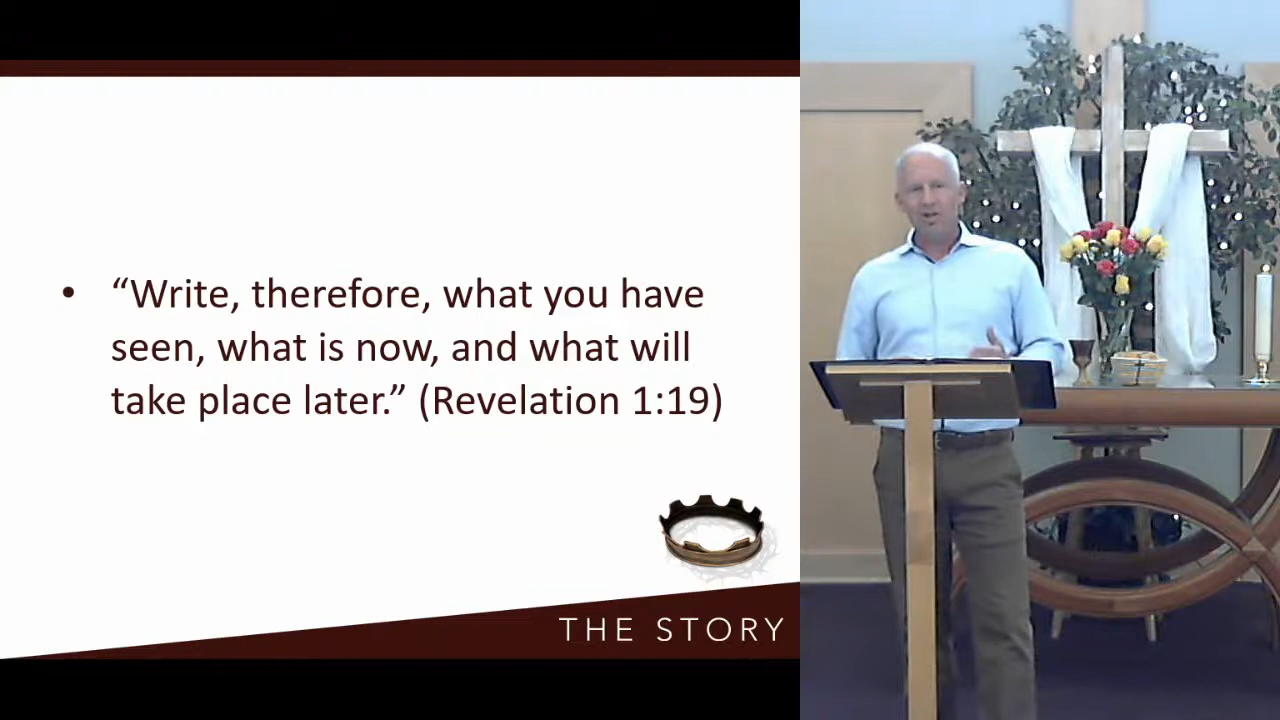 • “Write, therefore, what you have
seen, what is now, and what will
take place later.” (Revelation 1:19)
THE STORY